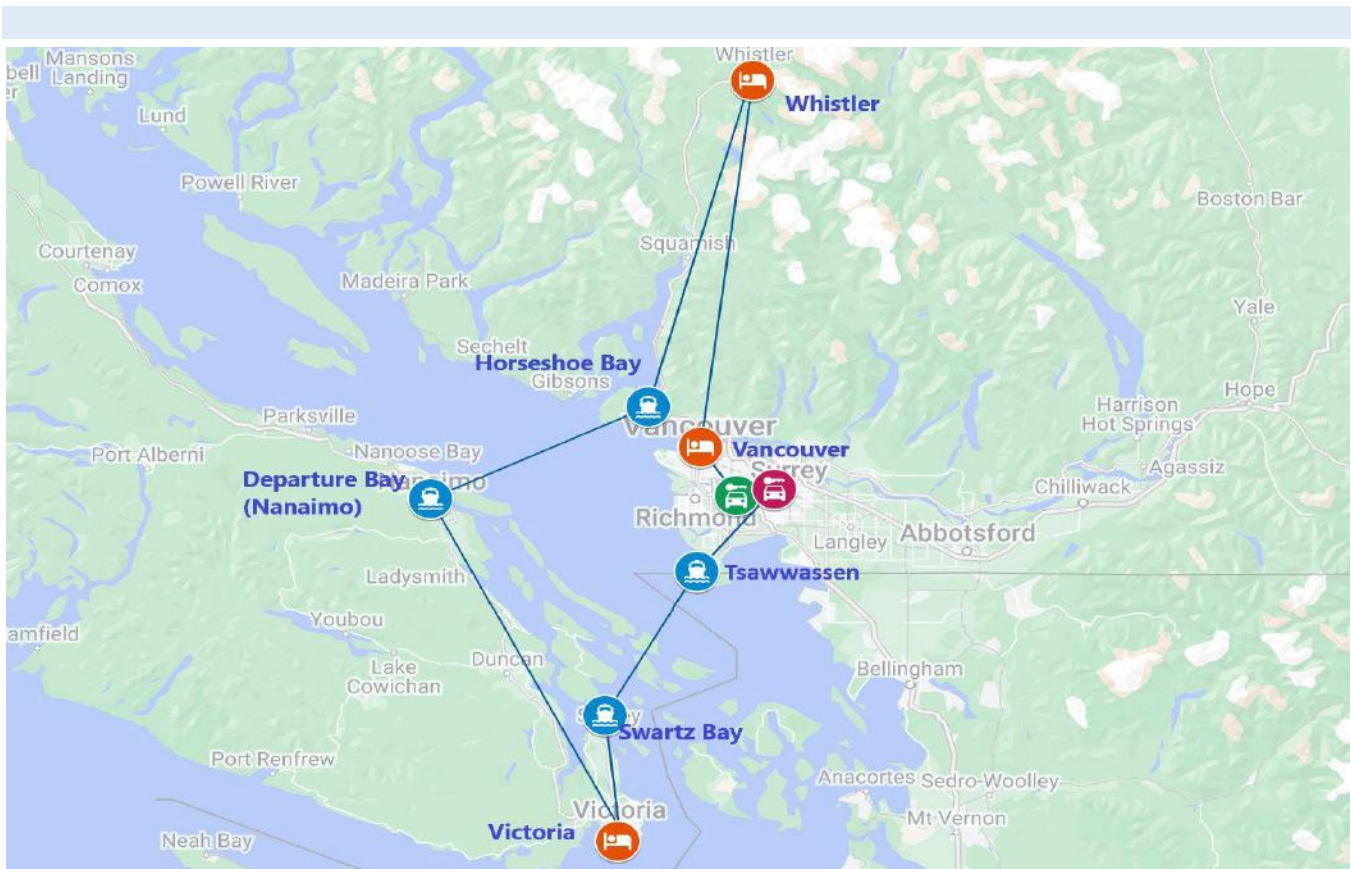 Mansons
Landing
bell
Lund
Powell River
Whistler
Whistler
Boston Bar
Courtenay
Comox
Madeira Park
Squamish
Yale
Sechelt
Horseshoe Bay
Gibsons
Hope
Harrison
Hot Springs
Parksville
Vancouver
Vancouver
Surrey
Port Alberni
Nanoose Bay
Agassiz
Departure Bay
(Nanaimo)
Chilliwack
Richmond
Langley
Abbotsford
Tsawwassen
Ladysmith
Youbou
amfield
Duncan
Lake
Cowichan
Bellingham
Swartz Bay
Port Renfrew
Anacortes
Sedro-Woolley
Victoria
Victoria
Mt Vernon
Neah Bay